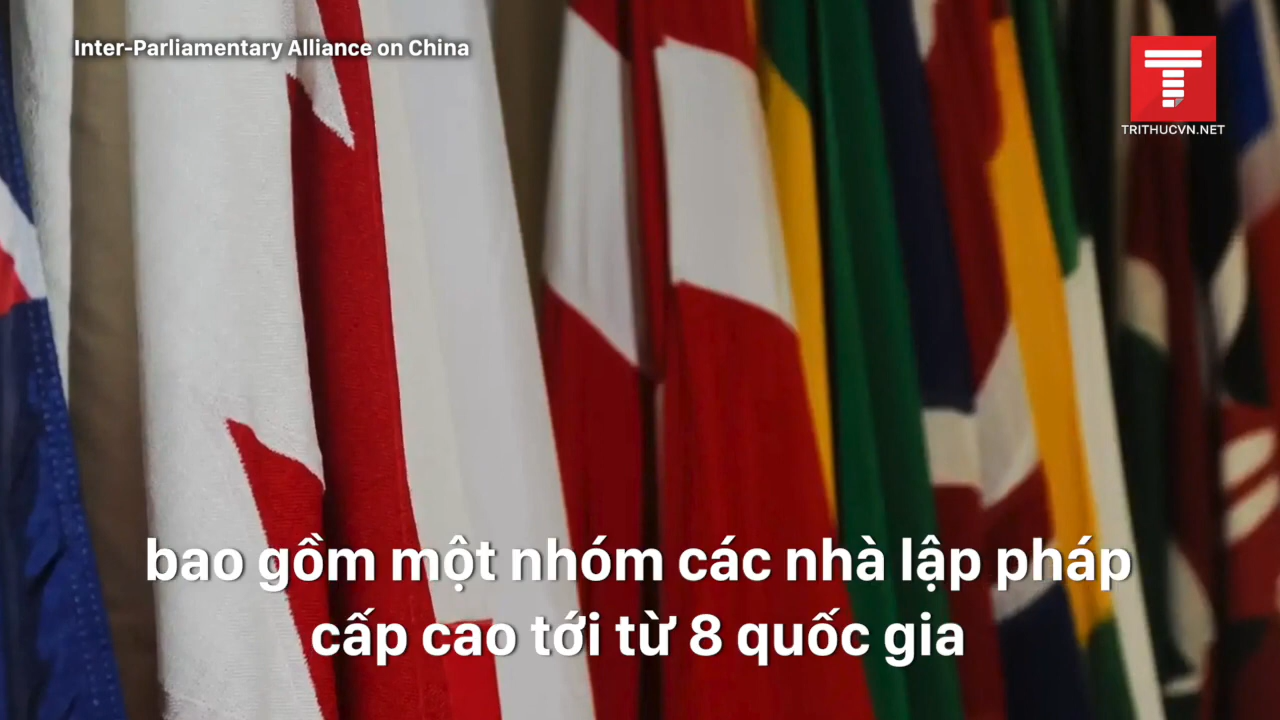 Inter-Parliamentary Alliance on China
TRITHUCVN.NET
bao gồm một nhóm các nhà lập pháp
cấp cao tới từ 8 quốc gia